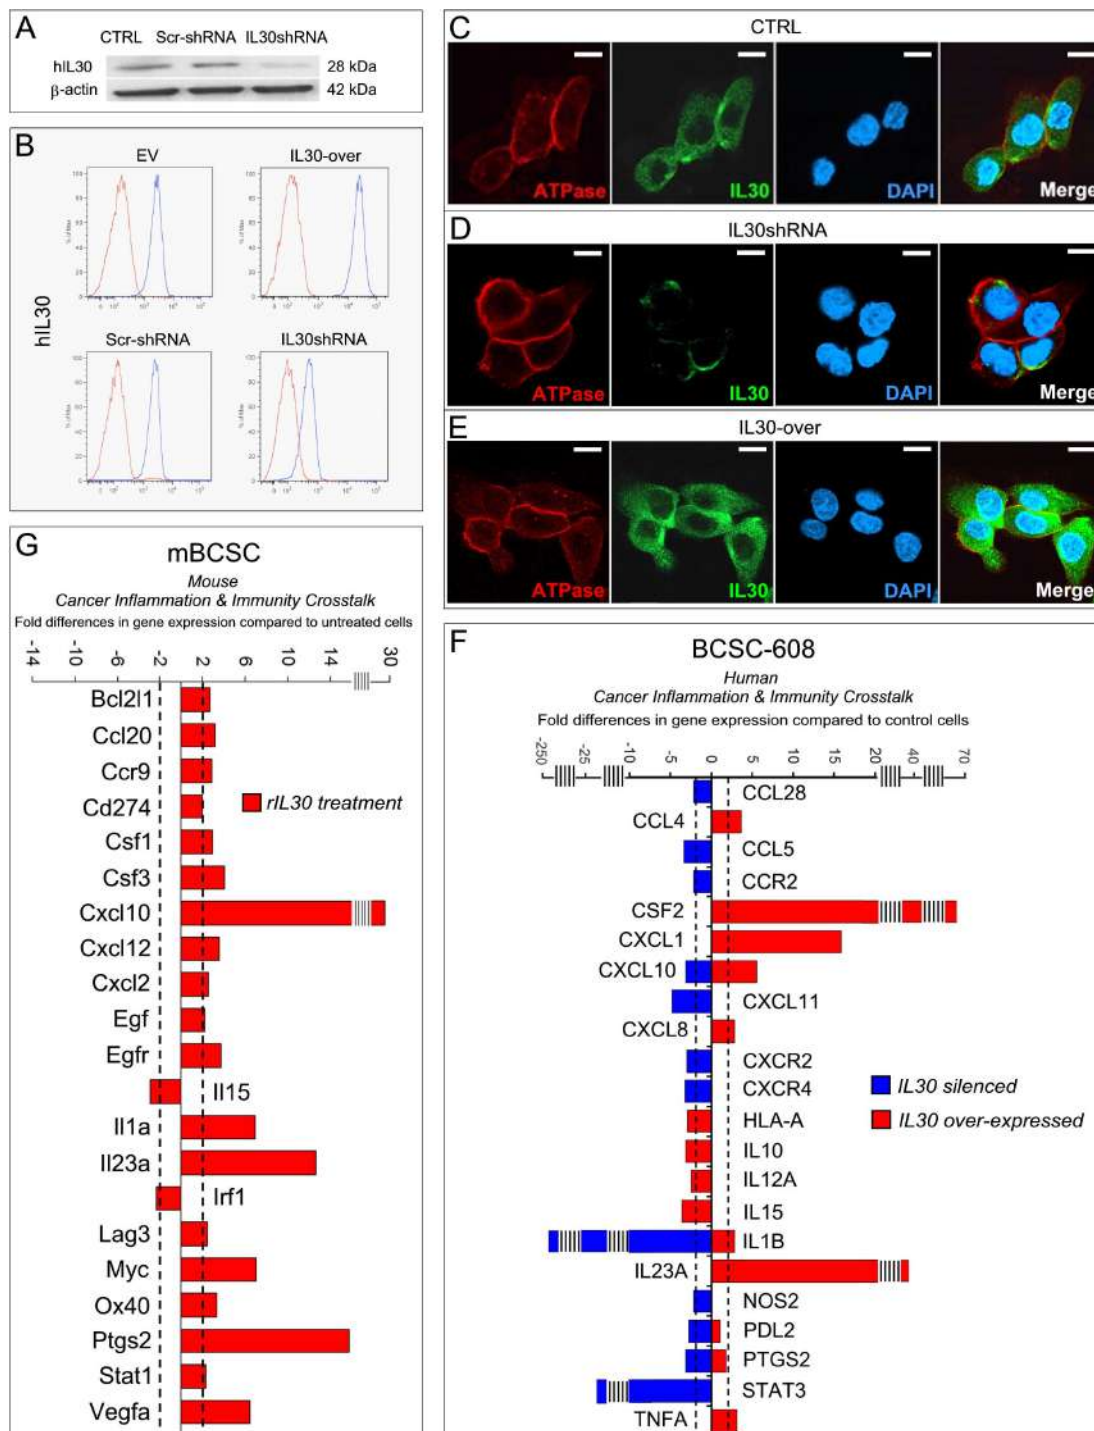 A
CTRL Scr-shRNA IL30shRNA
hIL30 28 kDa
β-actin 42 kDa
B
hIL30
EV
IL30-over
Scr-shRNA
IL30shRNA
C
CTRL
ATPase IL30 DAPI Merge
D
IL30shRNA
ATPase IL30 DAPI Merge
E
IL30-over
ATPase IL30 DAPI Merge
G
mBCSC
Mouse
Cancer Inflammation & Immunity Crosstalk
Fold differences in gene expression compared to untreated cells
-14 -10 -6 -2 2 6 10 14 30
Bcl2l1
Ccl20
Ccr9
Cd274
rIL30 treatment
Csf1
Csf3
Cxcl10
Cxcl12
Cxcl2
Egf
Egfr
Il15
Il1a
Il23a
Irf1
Lag3
Myc
Ox40
Ptgs2
Stat1
Vegfa
F
BCSC-608
Human
Cancer Inflammation & Immunity Crosstalk
Fold differences in gene expression compared to control cells
-250 -25 -10 -5 0 5 10 15 20 40 70
CCL28
CCL4
CCL5
CCR2
CSF2
CXCL1
CXCL10
CXCL11
CXCL8
CXCR2
CXCR4
IL30 silenced
IL30 over-expressed
HLA-A
IL10
IL12A
IL15
IL1B
IL23A
NOS2
PDL2
PTGS2
STAT3
TNFA